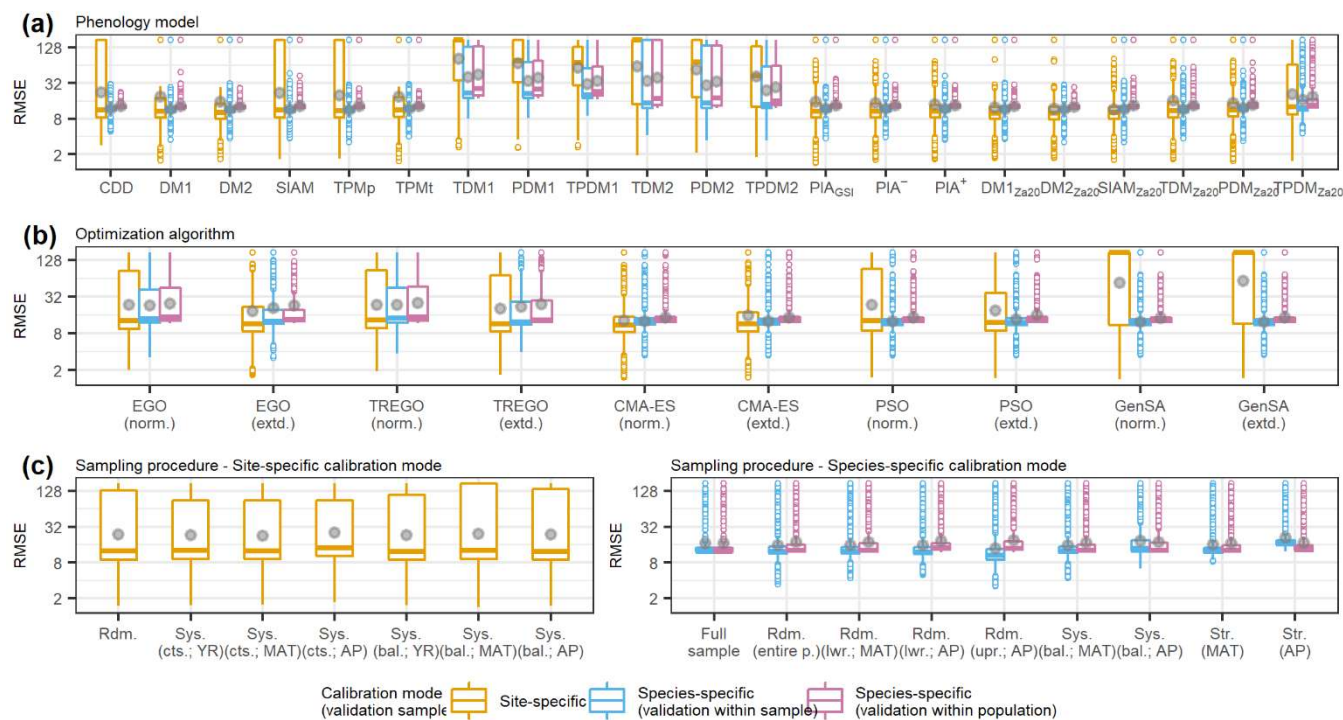 (a) Phenology model
RMSE
128
32
8
2
CDD DM1 DM2 SIAM TPMp TPMt TDM1 PDM1 TPDM1 TDM2 PDM2 TPDM2 PIAGSI PIA− PIA+ DM1Za20 DM2Za20 SIAMZa20 TDMZa20 PDMZa20 TPDMZa20
(b) Optimization algorithm
RMSE
128
32
8
2
EGO EGO TREGO TREGO CMA-ES CMA-ES PSO PSO GenSA GenSA
(norm.) (extd.) (norm.) (extd.) (norm.) (extd.) (norm.) (extd.) (norm.) (extd.)
(c) Sampling procedure - Site-specific calibration mode
RMSE
128
32
8
2
Rdm. Sys. Sys. Sys. Sys. Sys. Sys.
(cts.; YR) (cts.; MAT) (cts.; AP) (bal.; YR) (bal.; MAT) (bal.; AP)
Sampling procedure - Species-specific calibration mode
RMSE
128
32
8
2
Full Rdm. Rdm. Rdm. Rdm. Sys. Sys. Str. Str.
sample (entire p.) (lwr.; MAT) (lwr.; AP) (upr.; AP) (bal.; MAT) (bal.; AP) (MAT) (AP)
Calibration mode
(validation sample
Site-specific
Species-specific
(validation within sample)
Species-specific
(validation within population)